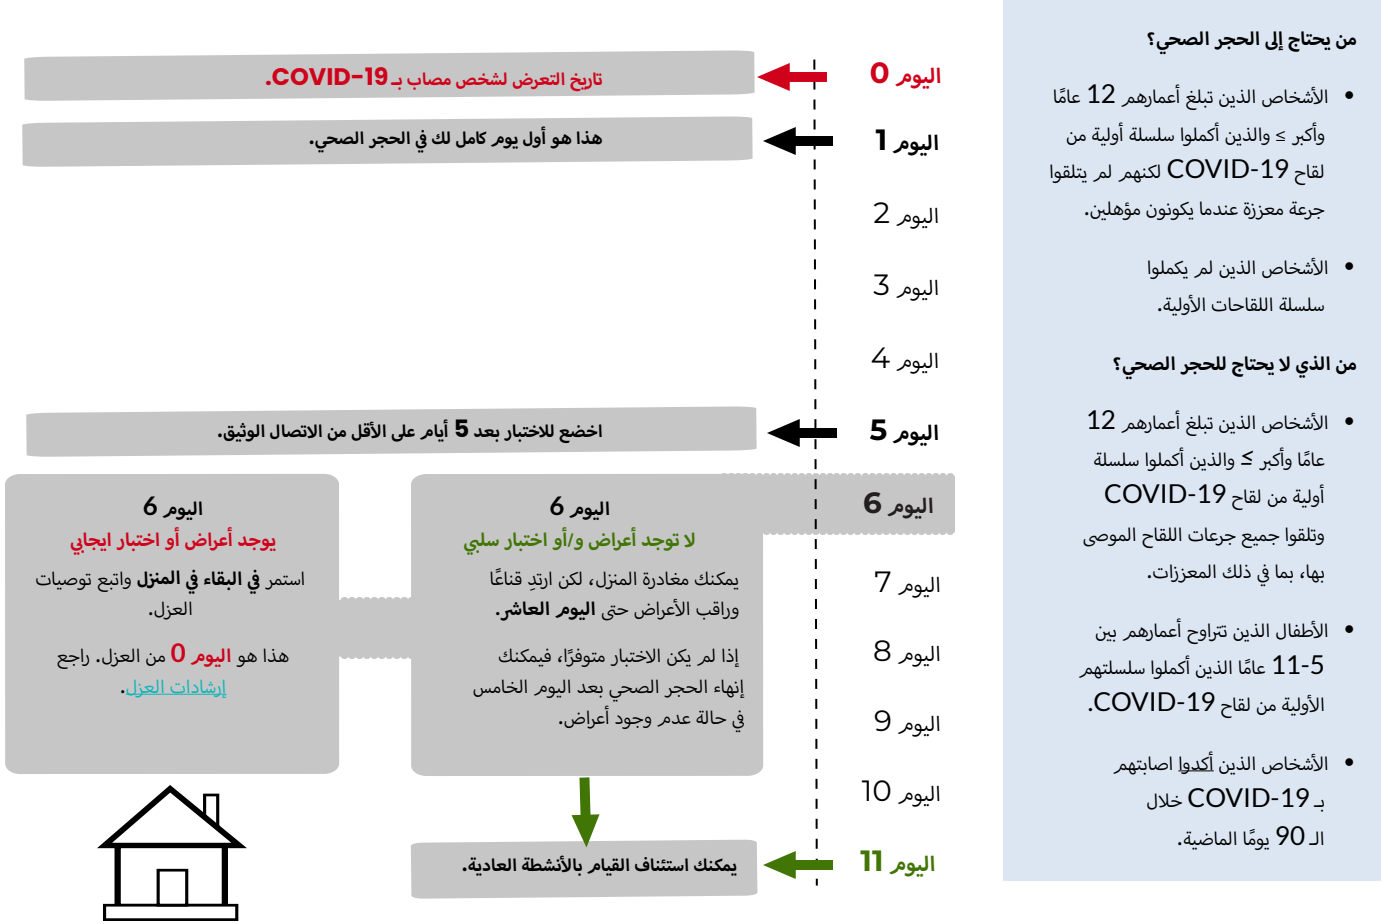 من يحتاج إلى الحجر الصحي؟
• الأشخاص الذين تبلغ أعمارهم 12 عامًا
وأكبر ≥ والذين أكملوا سلسلة أولية من
لقاح COVID-19 لكنهم لم يتلقوا
جرعة معززة عندما يكونون مؤهلين.
• الأشخاص الذين لم يكملوا
سلسلة اللقاحات الأولية.
من الذي لا يحتاج للحجر الصحي؟
• الأشخاص الذين تبلغ أعمارهم 12
عامًا وأكبر ≥ والذين أكملوا سلسلة
أولية من لقاح COVID-19
وتلقوا جميع جرعات اللقاح الموصى
بها، بما في ذلك المعززات.
• الأطفال الذين تتراوح أعمارهم بين
11-5 عامًا الذين أكملوا سلسلتهم
الأولية من لقاح COVID-19.
• الأشخاص الذين أكدوا اصابتهم
بـ COVID-19 خلال
الـ 90 يومًا الماضية.
اليوم 0
تاريخ التعرض لشخص مصاب بـ COVID-19.
اليوم 1
هذا هو أول يوم كامل لك في الحجر الصحي.
اليوم 2
اليوم 3
اليوم 4
اليوم 5
اخضع للاختبار بعد 5 أيام على الأقل من الاتصال الوثيق.
اليوم 6
اليوم 6
لا توجد أعراض و/أو اختبار سلبي
يمكنك مغادرة المنزل، لكن ارتدِ قناعًا
وراقب الأعراض حتى اليوم العاشر.
إذا لم يكن الاختبار متوفرًا، فيمكنك
إنهاء الحجر الصحي بعد اليوم الخامس
في حالة عدم وجود أعراض.
اليوم 6
يوجد أعراض أو اختبار ايجابي
استمر في البقاء في المنزل واتبع توصيات
العزل.
هذا هو اليوم 0 من العزل. راجع
إرشادات العزل.
اليوم 7
اليوم 8
اليوم 9
اليوم 10
اليوم 11
يمكنك استئناف القيام بالأنشطة العادية.